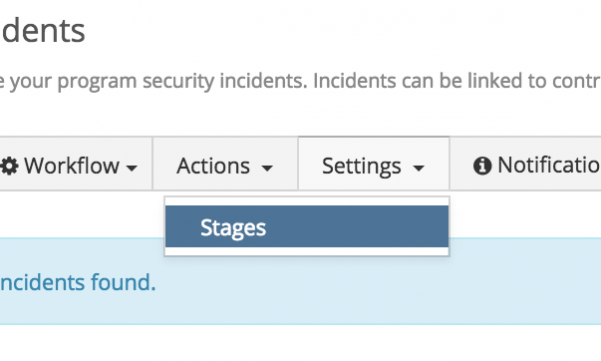 dents
e your program security incidents. Incidents can be linked to contr
Workflow Actions Settings Notificatio
Stages
ncidents found.